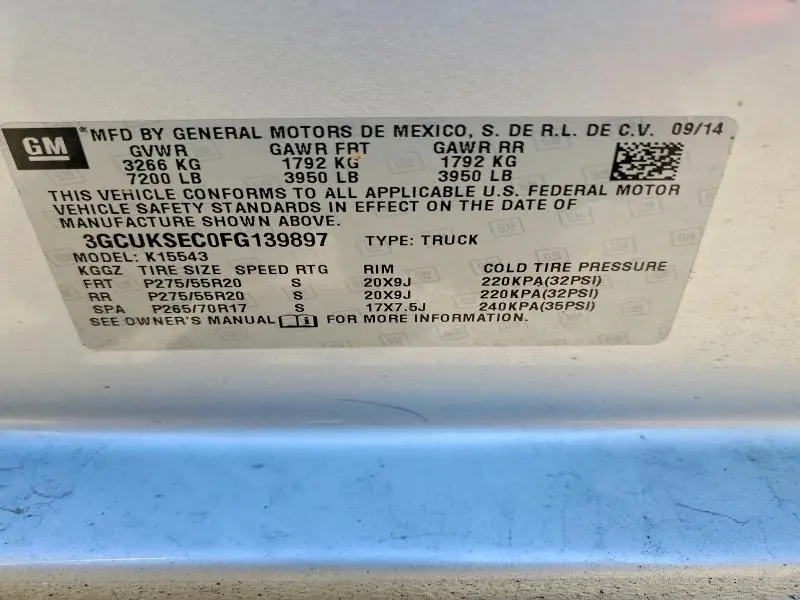 GM ® MFD BY GENERAL MOTORS DE MEXICO, S. DE R.L. DE C.V. 09/14
GVWR GAWR FRT GAWR RR
3266 KG 1792 KG 1792 KG
7200 LB 3950 LB 3950 LB
THIS VEHICLE CONFORMS TO ALL APPLICABLE U.S. FEDERAL MOTOR
VEHICLE SAFETY STANDARDS IN EFFECT ON THE DATE OF
MANUFACTURE SHOWN ABOVE.
3GCUKSEC0FG139897 TYPE: TRUCK
MODEL: K15543
KGGZ TIRE SIZE SPEED RTG RIM COLD TIRE PRESSURE
FRT P275/55R20 S 20X9J 220KPA(32PSI)
RR P275/55R20 S 20X9J 220KPA(32PSI)
SPA P265/70R17 S 17X7.5J 240KPA(35PSI)
SEE OWNER'S MANUAL FOR MORE INFORMATION.